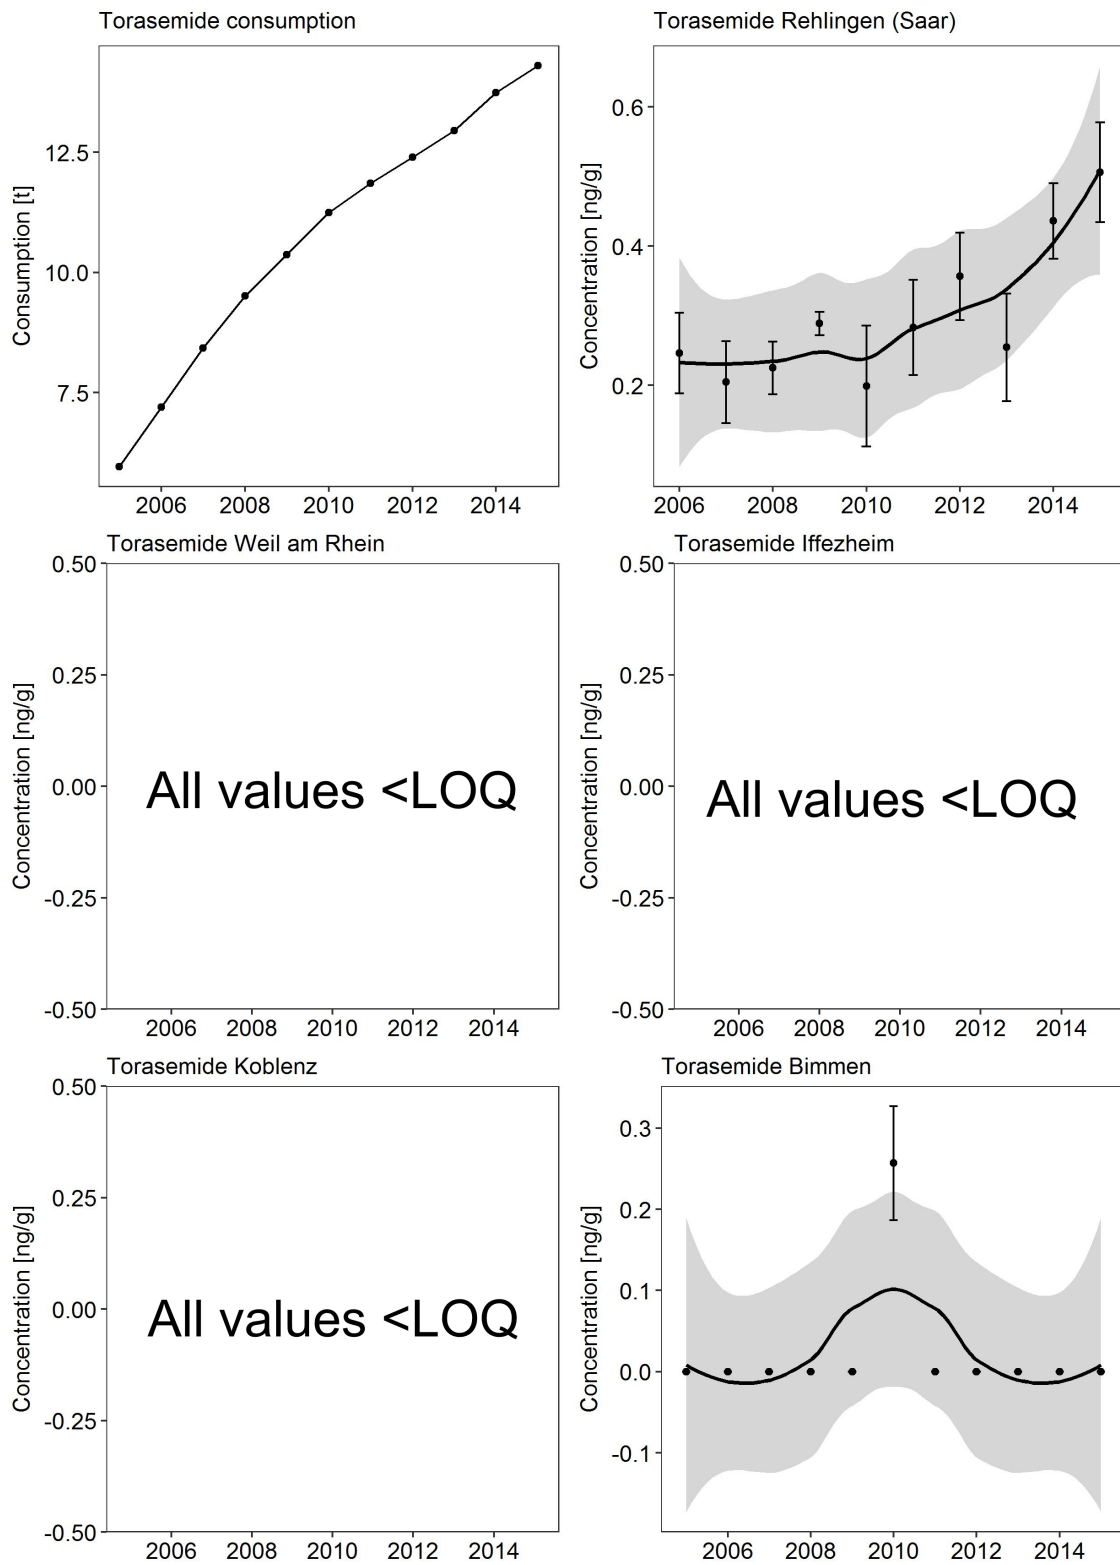 Torasemide consumption
Consumption [t]
12.5
10.0
7.5
2006 2008 2010 2012 2014
Torasemide Rehlingen (Saar)
Concentration [ng/g]
0.6
0.4
0.2
2006 2008 2010 2012 2014
Torasemide Weil am Rhein
Concentration [ng/g]
0.50
0.25
0.00
-0.25
-0.50
All values <LOQ
2006 2008 2010 2012 2014
Torasemide Iffezheim
Concentration [ng/g]
0.50
0.25
0.00
-0.25
-0.50
All values <LOQ
2006 2008 2010 2012 2014
Torasemide Koblenz
Concentration [ng/g]
0.50
0.25
0.00
-0.25
-0.50
All values <LOQ
2006 2008 2010 2012 2014
Torasemide Bimmen
Concentration [ng/g]
0.3
0.2
0.1
0.0
-0.1
2006 2008 2010 2012 2014